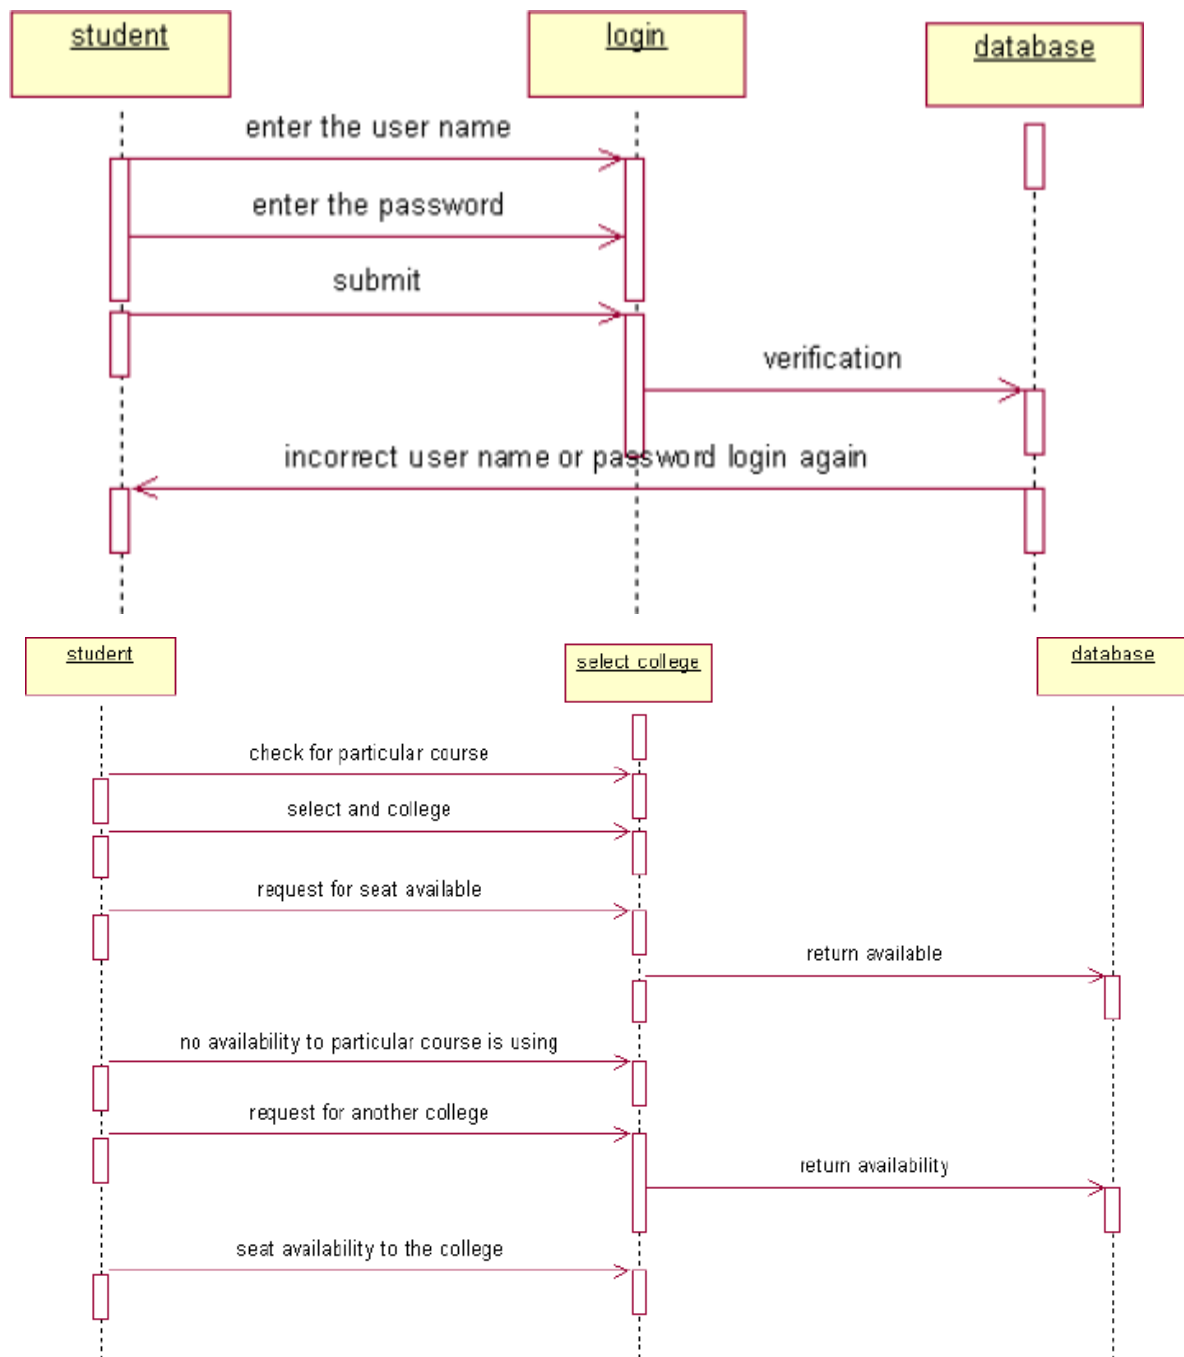 student
login
database
enter the user name
enter the password
submit
verification
incorrect user name or password login again
student
select college
database
check for particular course
select and college
request for seat available
return available
no availability to particular course is using
request for another college
return availability
seat availability to the college